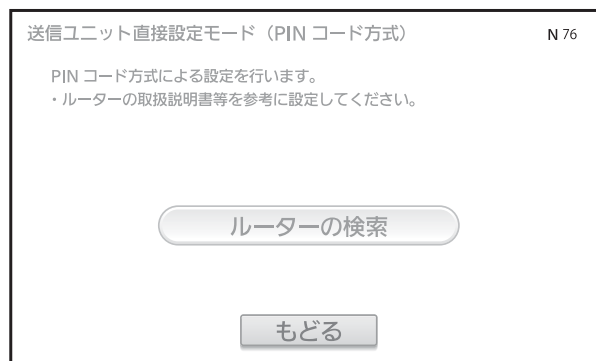 送信ユニット直接設定モード（PIN コード方式） N 76
PIN コード方式による設定を行います。
・ルーターの取扱説明書等を参考に設定してください。
ルーターの検索
もどる